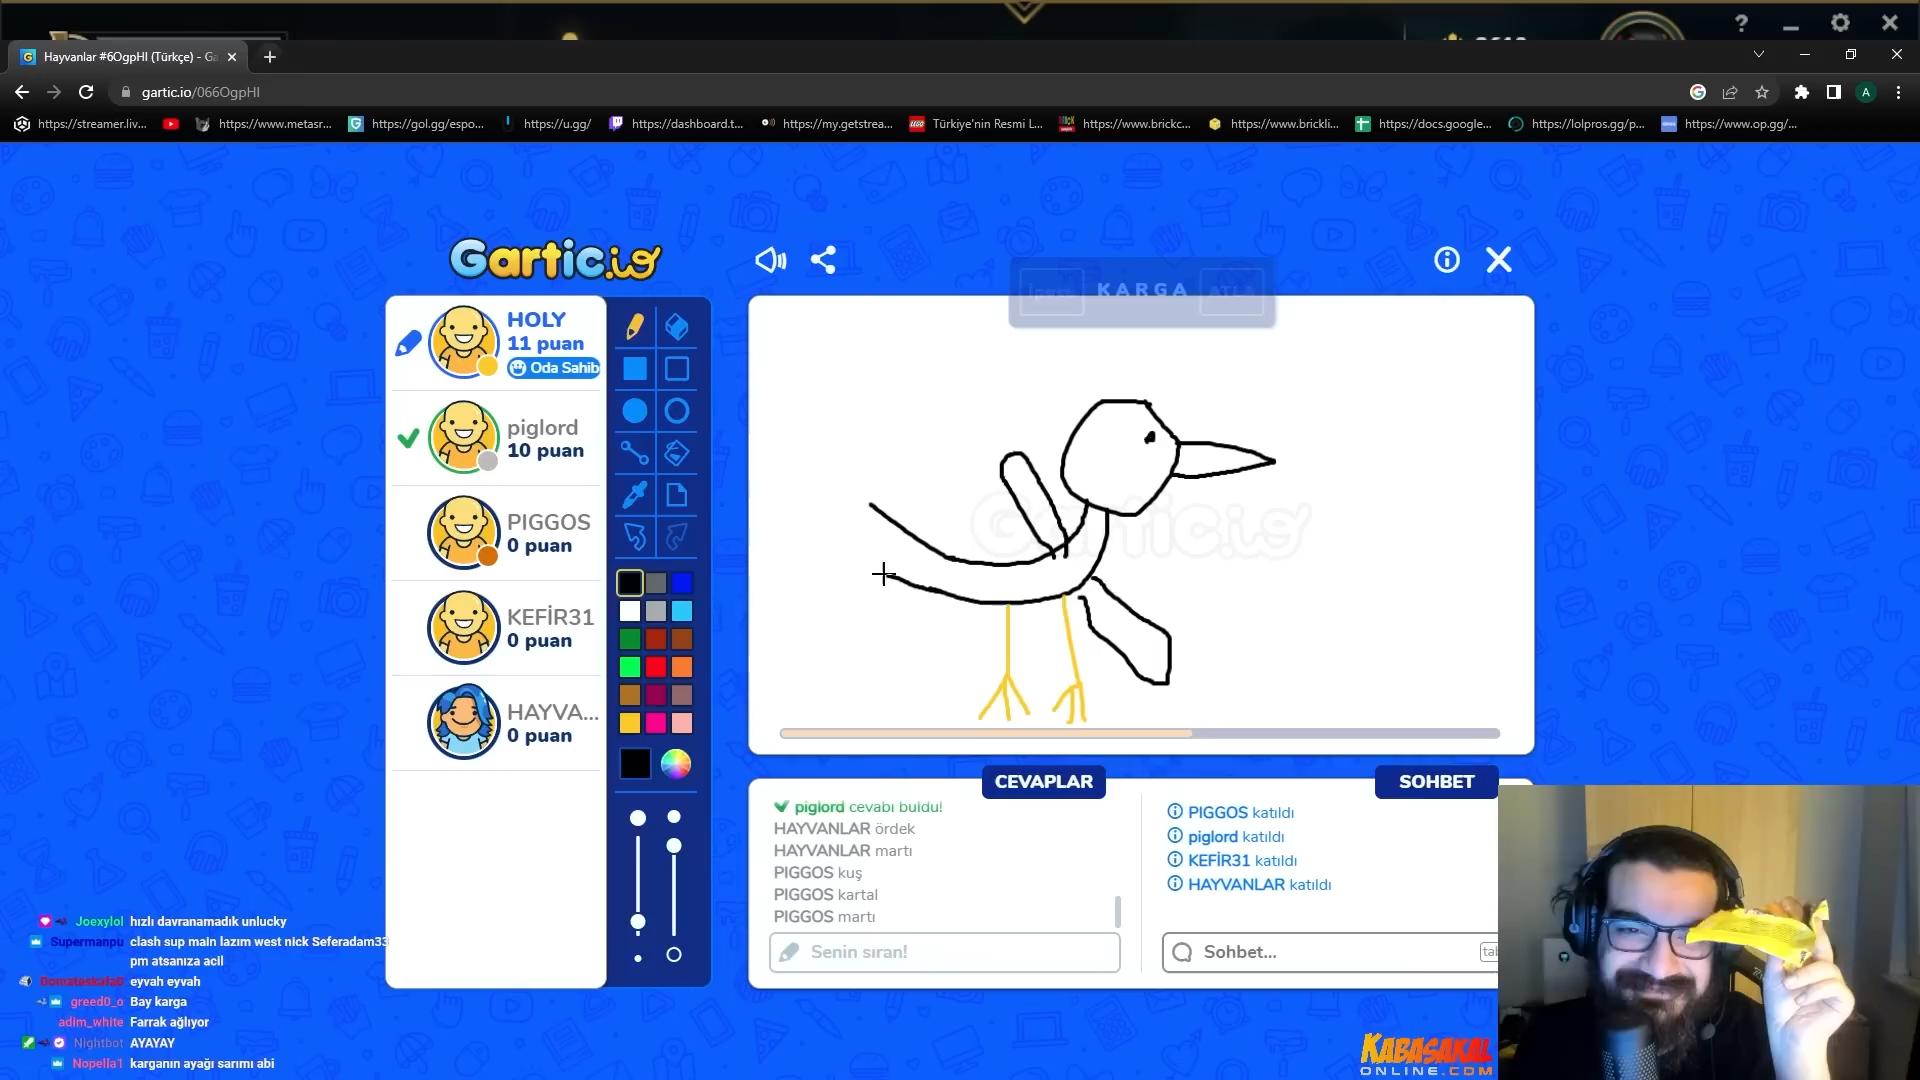 Hayvanlar #6OgpHI (Türkçe) - Ga
gartic.io/066OgpHI
https://streamer.liv...
https://www.metasr...
https://gol.gg/espo...
https://u.gg/
https://dashboard.t...
https://my.getstrea...
Türkiye'nin Resmi L...
https://www.brickc...
https://www.brickli...
https://docs.google...
https://lolpros.gg/p...
https://www.op.gg/...
Gartic.io
KARGA
ATLA
HOLY
11 puan
Oda Sahib
piglord
10 puan
PIGGOS
0 puan
KEFİR31
0 puan
HAYVA...
0 puan
Gartic.io
CEVAPLAR
piglord cevabı buldu!
HAYVANLAR ördek
HAYVANLAR martı
PIGGOS kuş
PIGGOS kartal
PIGGOS martı
Senin sıran!
SOHBET
PIGGOS katıldı
piglord katıldı
KEFİR31 katıldı
HAYVANLAR katıldı
Sohbet...
tab
Joexylol hızlı davranamadık unlucky
Supermanpu clash sup main lazım west nick Seferadam33
pm atsanıza acil
Domateskafa0 eyvah eyvah
greed0_o Bay karga
adim_white Farrak ağlıyor
Nightbot AYAYAY
Nopella1 karganın ayağı sarımı abi
KABASAKAL
ONLINE.COM